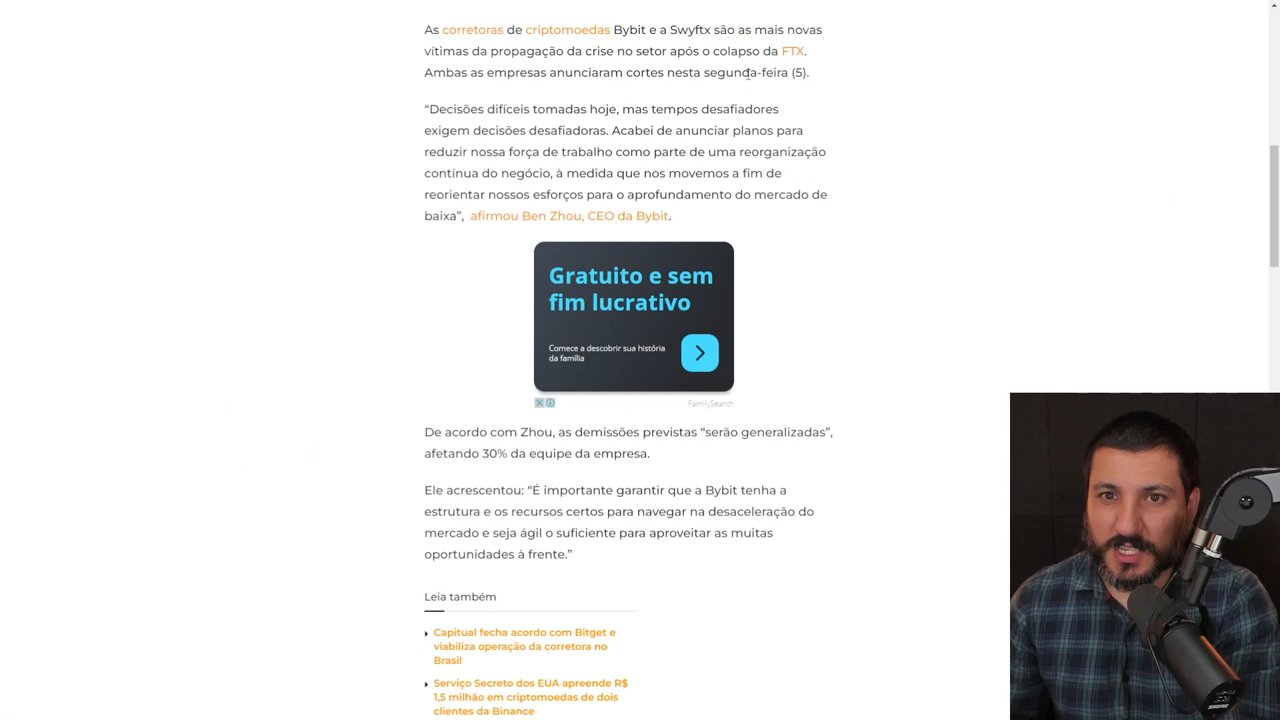 As corretoras de criptomoedas Bybit e a Swyftx são as mais novas
vítimas da propagação da crise no setor após o colapso da FTX.
Ambas as empresas anunciaram cortes nesta segunda-feira (5).
“Decisões difíceis tomadas hoje, mas tempos desafiadores
exigem decisões desafiadoras. Acabei de anunciar planos para
reduzir nossa força de trabalho como parte de uma reorganização
contínua do negócio, à medida que nos movemos a fim de
reorientar nossos esforços para o aprofundamento do mercado de
baixa”, afirmou Ben Zhou, CEO da Bybit.
Gratuito e sem
fim lucrativo
Comece a descobrir sua história
da família
FamilySearch
De acordo com Zhou, as demissões previstas “serão generalizadas”,
afetando 30% da equipe da empresa.
Ele acrescentou: “É importante garantir que a Bybit tenha a
estrutura e os recursos certos para navegar na desaceleração do
mercado e seja ágil o suficiente para aproveitar as muitas
oportunidades à frente.”
Leia também
Capitual fecha acordo com Bitget e
viabiliza operação da corretora no
Brasil
Serviço Secreto dos EUA apreende R$
1,5 milhão em criptomoedas de dois
clientes da Binance